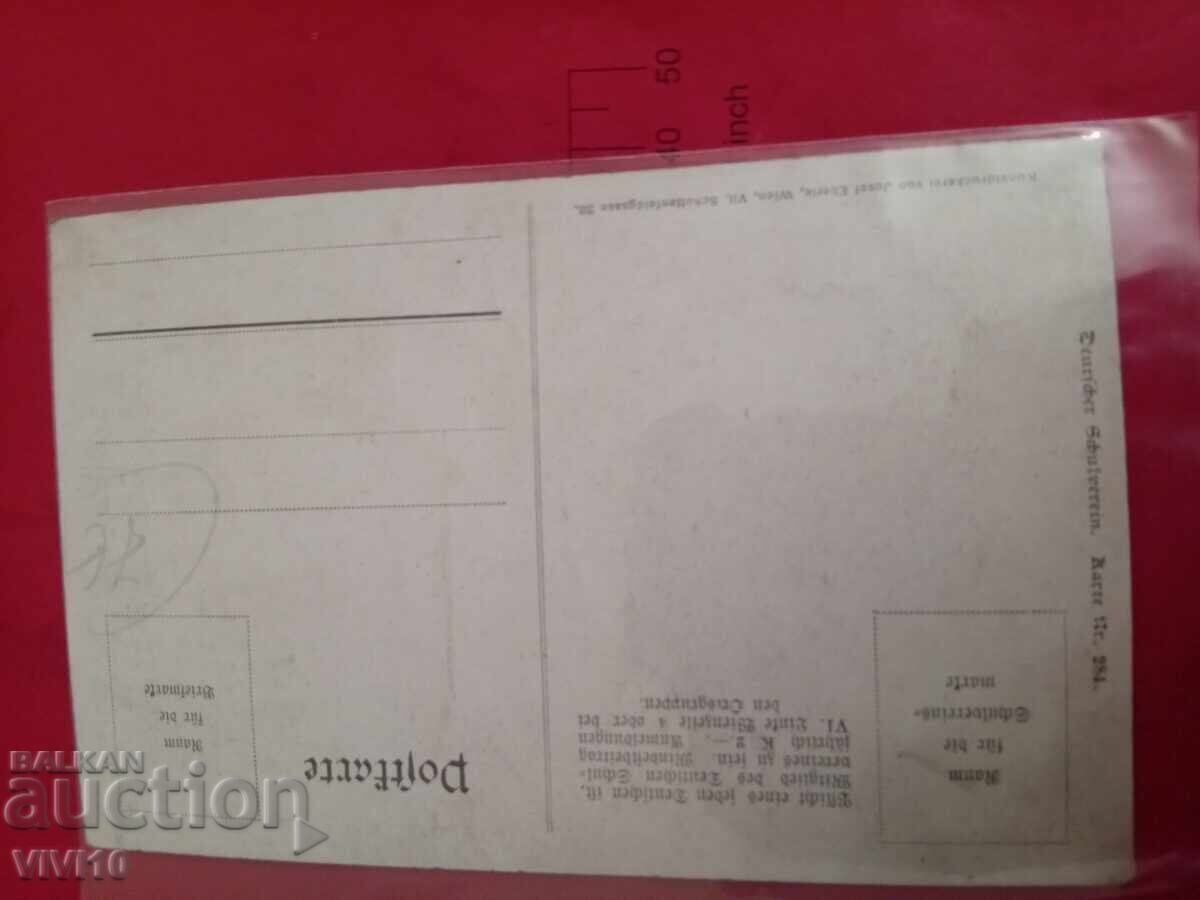 Raum
für die
Schulvereins-
marke
Pflicht eines jeden Deutschen ist,
Mitglied des Deutschen Schul-
vereines zu sein. Mindestbeitrag
jährlich K 2.—. Anmeldungen
VI. Linke Wienzeile 4 oder bei
den Ortsgruppen.
Postkarte
Raum
für die
Briefmarke
Deutscher Schulverein. Karte Nr. 284.
Kunstdruckerei von Josef Eberle, Wien, VII. Schottenfeldgasse
50
40
inch
BALKAN
auction
VIVI10